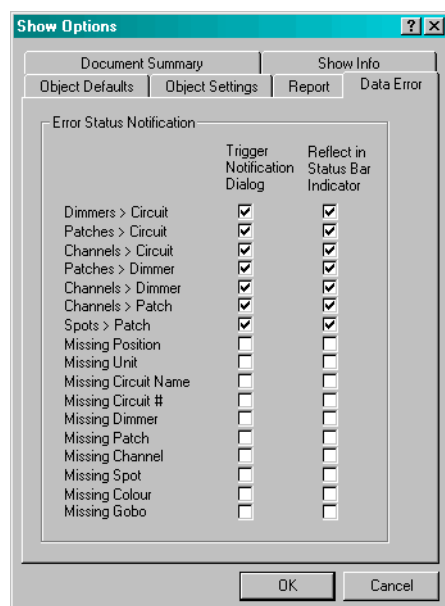 Show Options
Document Summary Show Info
Object Defaults Object Settings Report Data Error
Error Status Notification
Trigger Notification Dialog
Reflect in Status Bar Indicator
Dimmers > Circuit
Patches > Circuit
Channels > Circuit
Patches > Dimmer
Channels > Dimmer
Channels > Patch
Spots > Patch
Missing Position
Missing Unit
Missing Circuit Name
Missing Circuit #
Missing Dimmer
Missing Patch
Missing Channel
Missing Spot
Missing Colour
Missing Gobo
OK Cancel